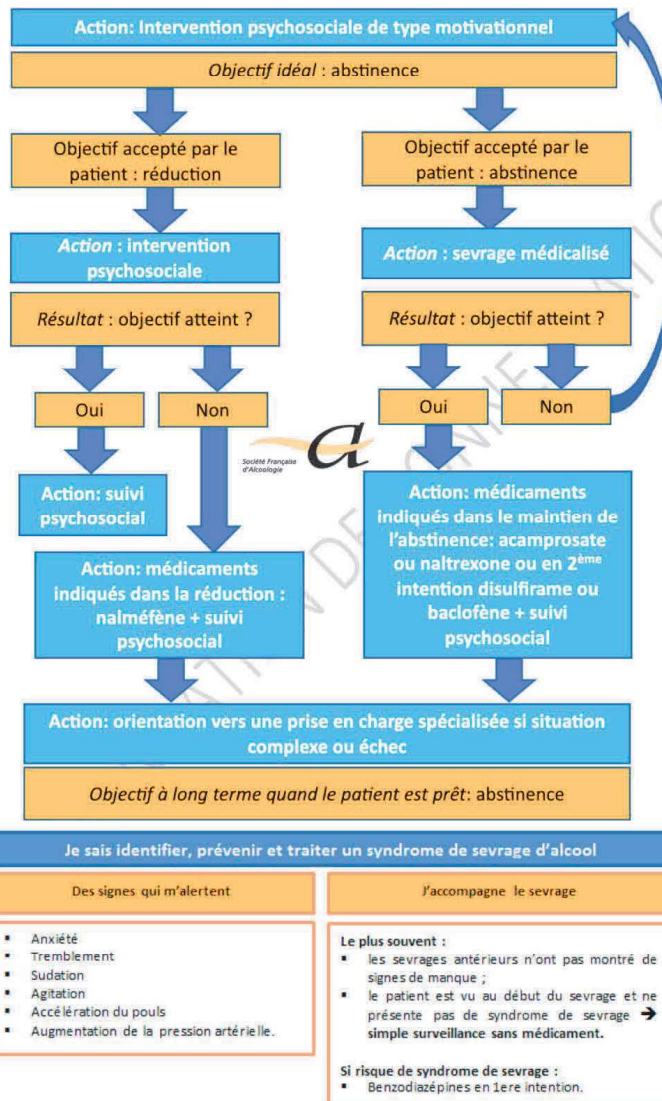 Action: Intervention psychosociale de type motivationnel
Objectif idéal : abstinence
Objectif accepté par le
patient : réduction
Objectif accepté par le
patient : abstinence
Action : intervention
psychosociale
Action : sevrage médicalisé
Résultat : objectif atteint ?
Résultat : objectif atteint ?
Oui
Non
Oui
Non
Société Française
d'Alcoologie
a
Action: suivi
psychosocial
Action: médicaments
indiqués dans la réduction :
nalméfène + suivi
psychosocial
Action: médicaments
indiqués dans le maintien de
l'abstinence: acamprosate
ou naltrexone ou en 2ème
intention disulfirame ou
baclofène + suivi
psychosocial
Action: orientation vers une prise en charge spécialisée si situation
complexe ou échec
Objectif à long terme quand le patient est prêt: abstinence
Je sais identifier, prévenir et traiter un syndrome de sevrage d'alcool
Des signes qui m'alertent
▪ Anxiété
▪ Tremblement
▪ Sudation
▪ Agitation
▪ Accélération du pouls
▪ Augmentation de la pression artérielle.
J'accompagne le sevrage
Le plus souvent :
▪ les sevrages antérieurs n'ont pas montré de
signes de manque ;
▪ le patient est vu au début du sevrage et ne
présente pas de syndrome de sevrage ➔
simple surveillance sans médicament.
Si risque de syndrome de sevrage :
▪ Benzodiazépines en 1ere intention.